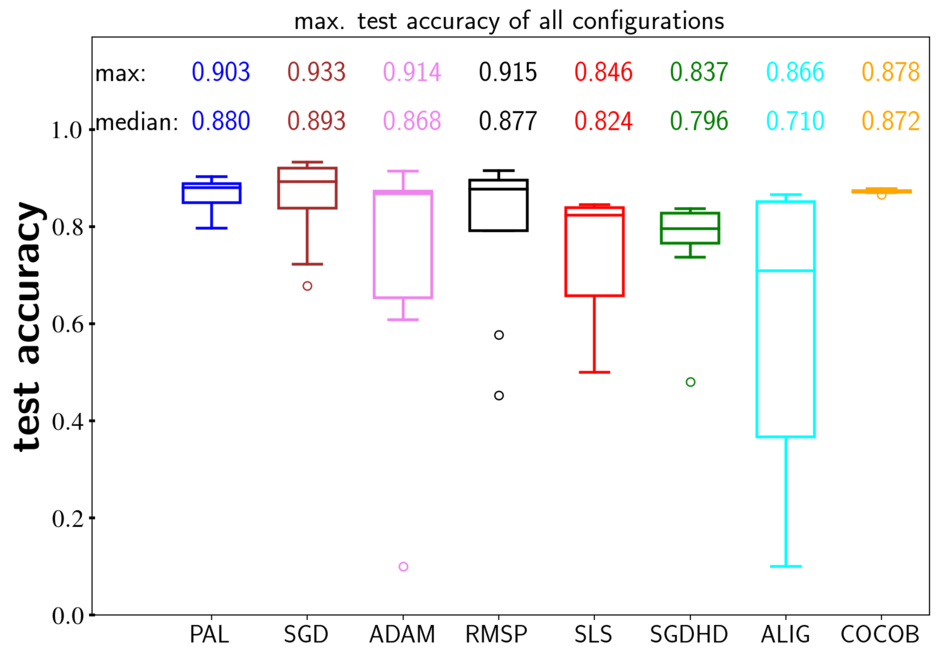 max. test accuracy of all configurations
max: 0.903 0.933 0.914 0.915 0.846 0.837 0.866 0.878
median: 0.880 0.893 0.868 0.877 0.824 0.796 0.710 0.872
1.0
0.8
0.6
0.4
0.2
0.0
test accuracy
PAL SGD ADAM RMSP SLS SGDHD ALIG COCOB